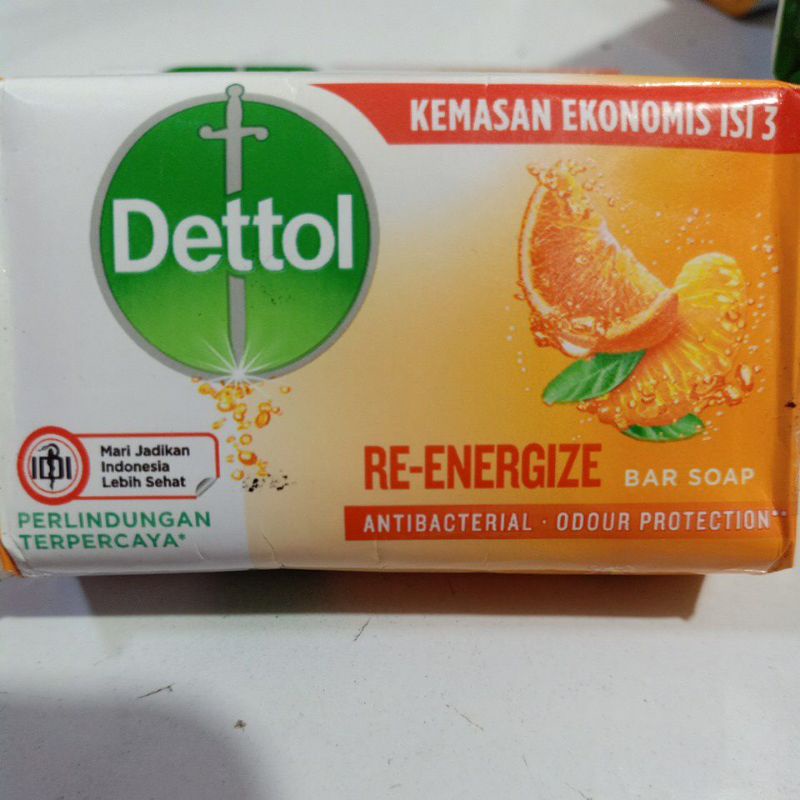 KEMASAN EKONOMIS ISI 3
Dettol
IDI
Mari Jadikan
Indonesia
Lebih Sehat
PERLINDUNGAN
TERPERCAYA*
RE-ENERGIZE BAR SOAP
ANTIBACTERIAL · ODOUR PROTECTION**